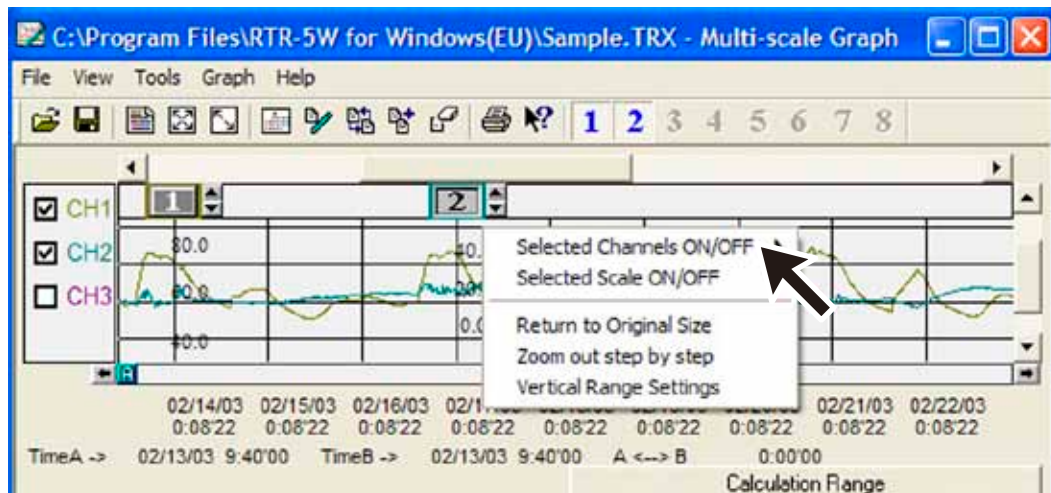 C:\Program Files\RTR-5W for Windows(EU)\Sample.TRX - Multi-scale Graph
File View Tools Graph Help
1 2 3 4 5 6 7 8
CH1 1 2
CH2 80.0 40.
CH3 60.0
0.0
40.0
Selected Channels ON/OFF
Selected Scale ON/OFF
Return to Original Size
Zoom out step by step
Vertical Range Settings
A
02/14/03 02/15/03 02/16/03 02/21/03 02/22/03
0:08'22 0:08'22 0:08'22 0:08'22 0:08'22 0:08'22 0:08'22 0:08'22 0:08'22
TimeA -> 02/13/03 9:40'00 TimeB -> 02/13/03 9:40'00 A <--> B 0:00'00
Calculation Range